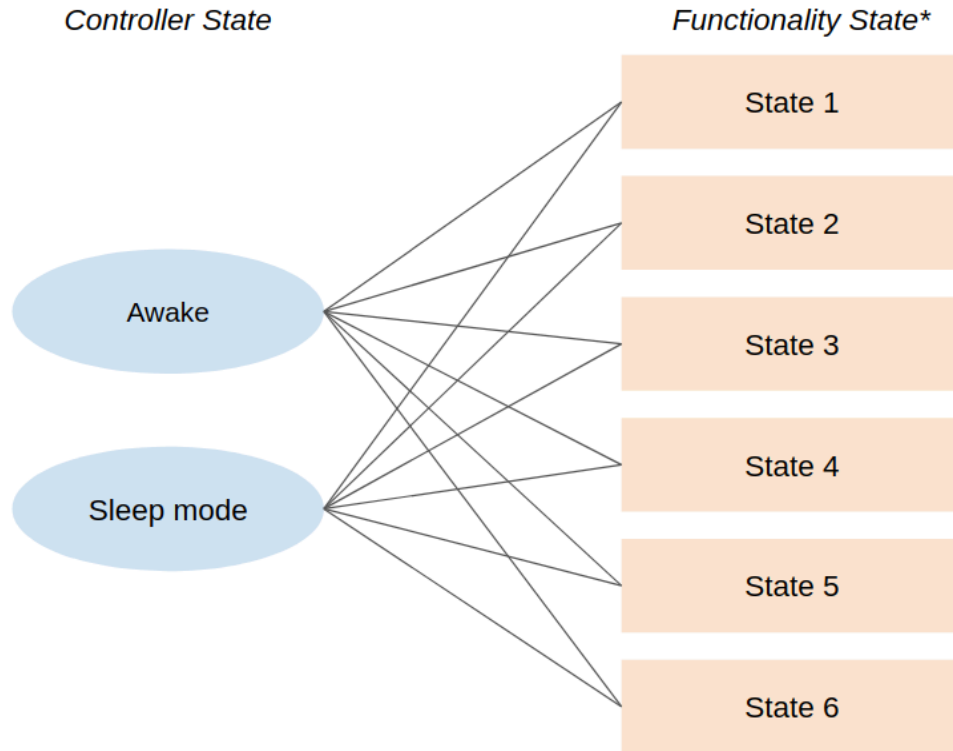 Controller State
Functionality State*
State 1
State 2
Awake
State 3
State 4
Sleep mode
State 5
State 6